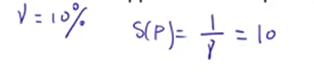 V = 10% S(P) = 1/P = 10